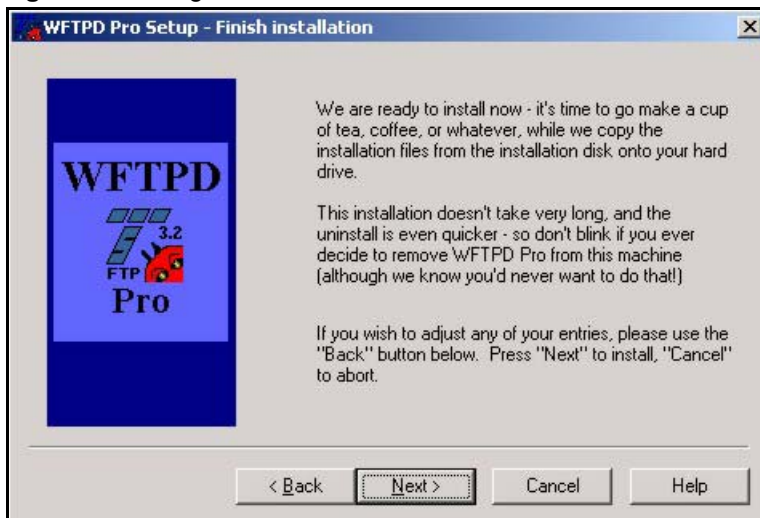 WFTPD Pro Setup - Finish installation
WFTPD
3.2
FTP
Pro
We are ready to install now - it's time to go make a cup
of tea, coffee, or whatever, while we copy the
installation files from the installation disk onto your hard
drive.
This installation doesn't take very long, and the
uninstall is even quicker - so don't blink if you ever
decide to remove WFTPD Pro from this machine
(although we know you'd never want to do that!)
If you wish to adjust any of your entries, please use the
"Back" button below.  Press "Next" to install, "Cancel"
to abort.
< Back
Next >
Cancel
Help